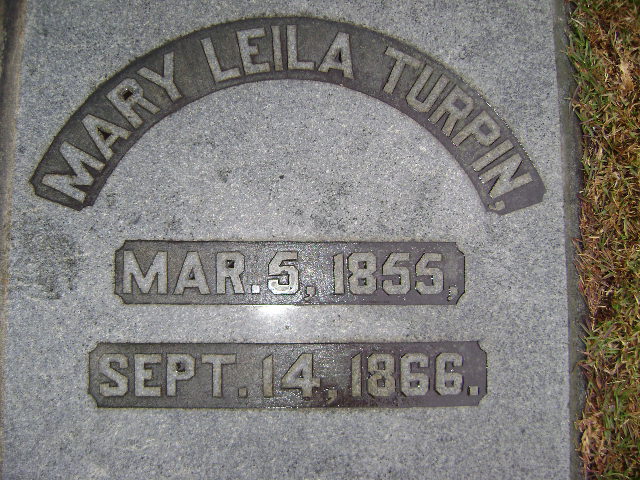 MARY LEILA TURPIN,
MAR. 5, 1855,
SEPT. 14, 1866.